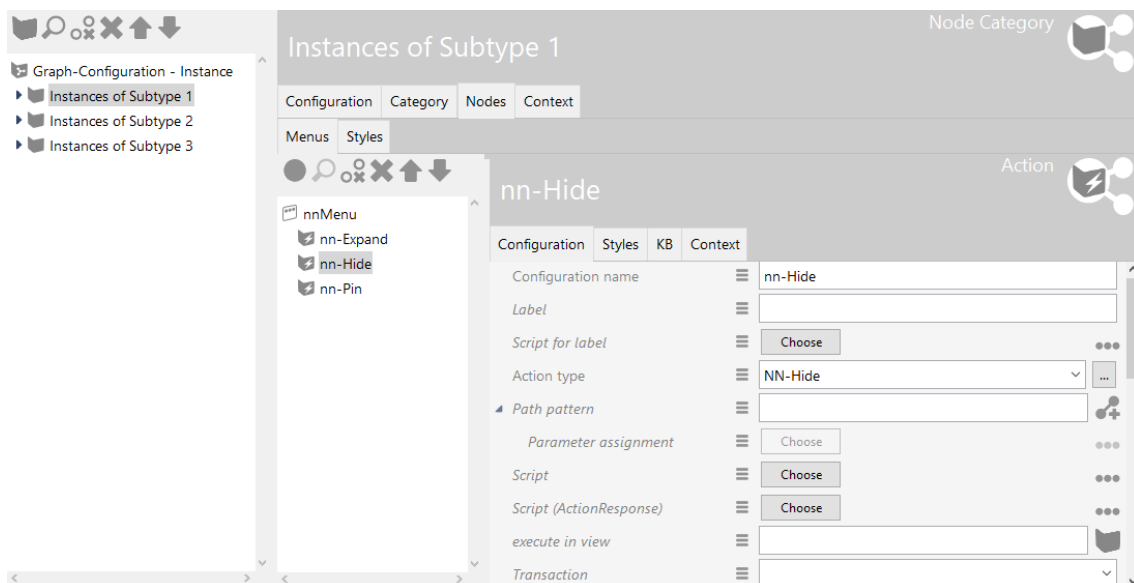 Node Category
Instances of Subtype 1
Graph-Configuration - Instance
Instances of Subtype 1
Instances of Subtype 2
Instances of Subtype 3
Configuration Category Nodes Context
Menus Styles
Action
nn-Hide
nnMenu
nn-Expand
nn-Hide
nn-Pin
Configuration Styles KB Context
Configuration name nn-Hide
Label
Script for label Choose
Action type NN-Hide ...
Path pattern
Parameter assignment Choose
Script Choose
Script (ActionResponse) Choose
execute in view
Transaction